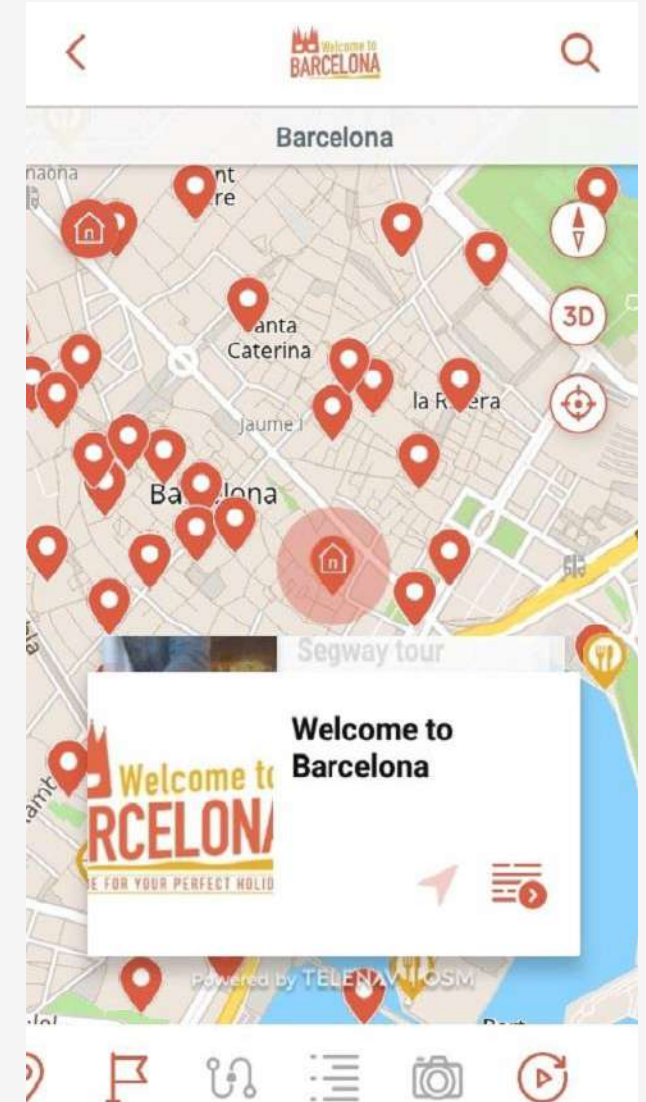 Welcome to
BARCELONA
Barcelona
Santa
Caterina
3D
la Ribera
Jaume I
Barcelona
n
Segway tour
Welcome to
Barcelona
Welcome to
RCELONA
E FOR YOUR PERFECT HOLID
Powered by TELENAV OSM